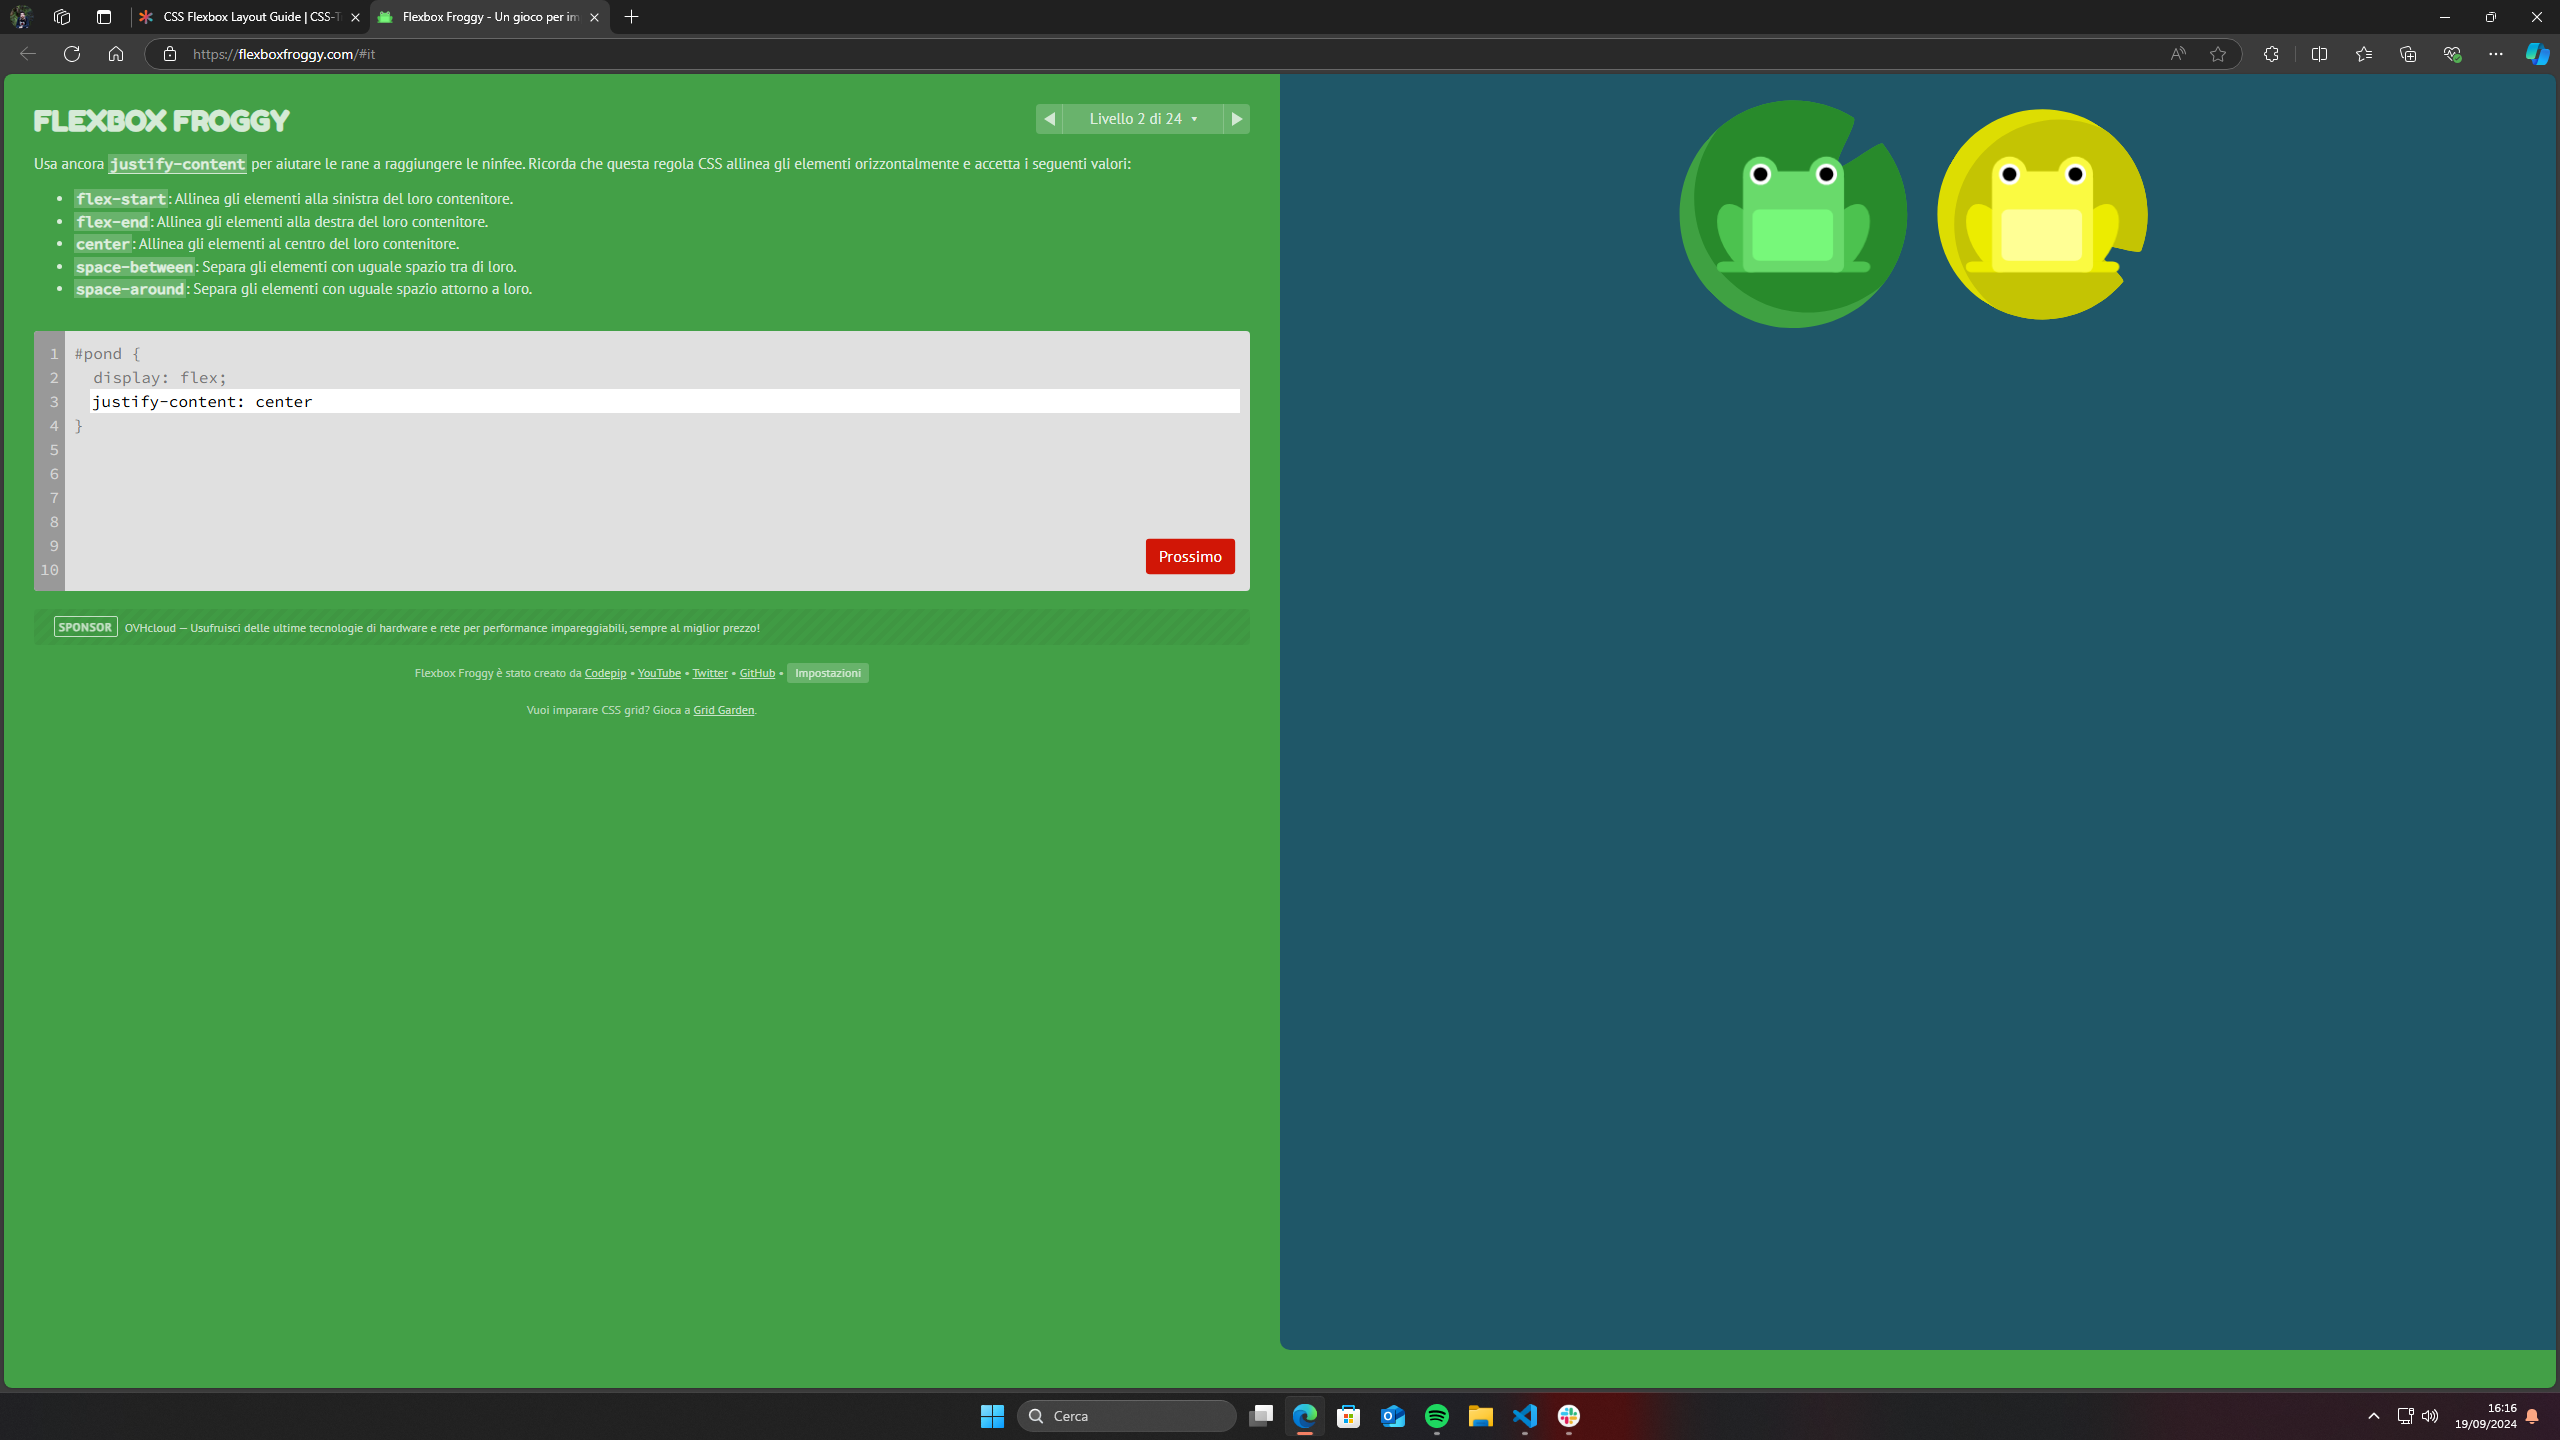 CSS Flexbox Layout Guide | CSS-T
Flexbox Froggy - Un gioco per im
https://flexboxfroggy.com/#it
FLEXBOX FROGGY
Livello 2 di 24
Usa ancora justify-content per aiutare le rane a raggiungere le ninfee. Ricorda che questa regola CSS allinea gli elementi orizzontalmente e accetta i seguenti valori:
• flex-start: Allinea gli elementi alla sinistra del loro contenitore.
• flex-end: Allinea gli elementi alla destra del loro contenitore.
• center: Allinea gli elementi al centro del loro contenitore.
• space-between: Separa gli elementi con uguale spazio tra di loro.
• space-around: Separa gli elementi con uguale spazio attorno a loro.
1 #pond {
2 display: flex;
3 justify-content: center
4 }
5
6
7
8
9
10
Prossimo
SPONSOR OVHcloud — Usufruisci delle ultime tecnologie di hardware e rete per performance impareggiabili, sempre al miglior prezzo!
Flexbox Froggy è stato creato da Codepip • YouTube • Twitter • GitHub • Impostazioni
Vuoi imparare CSS grid? Gioca a Grid Garden.
Cerca
16:16
19/09/2024